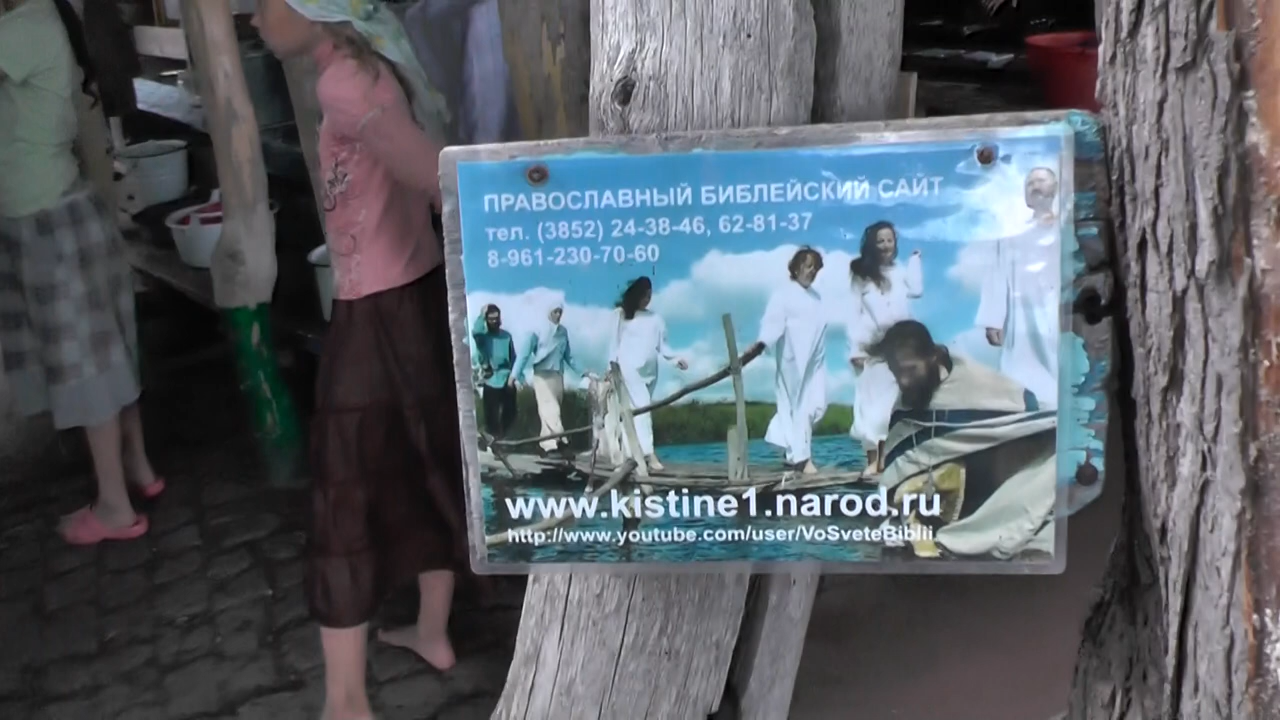 ПРАВОСЛАВНЫЙ БИБЛЕЙСКИЙ САЙТ
тел. (3852) 24-38-46, 62-81-37
8-961-230-70-60
www.kistine1.narod.ru
http://www.youtube.com/user/VoSveteBiblii